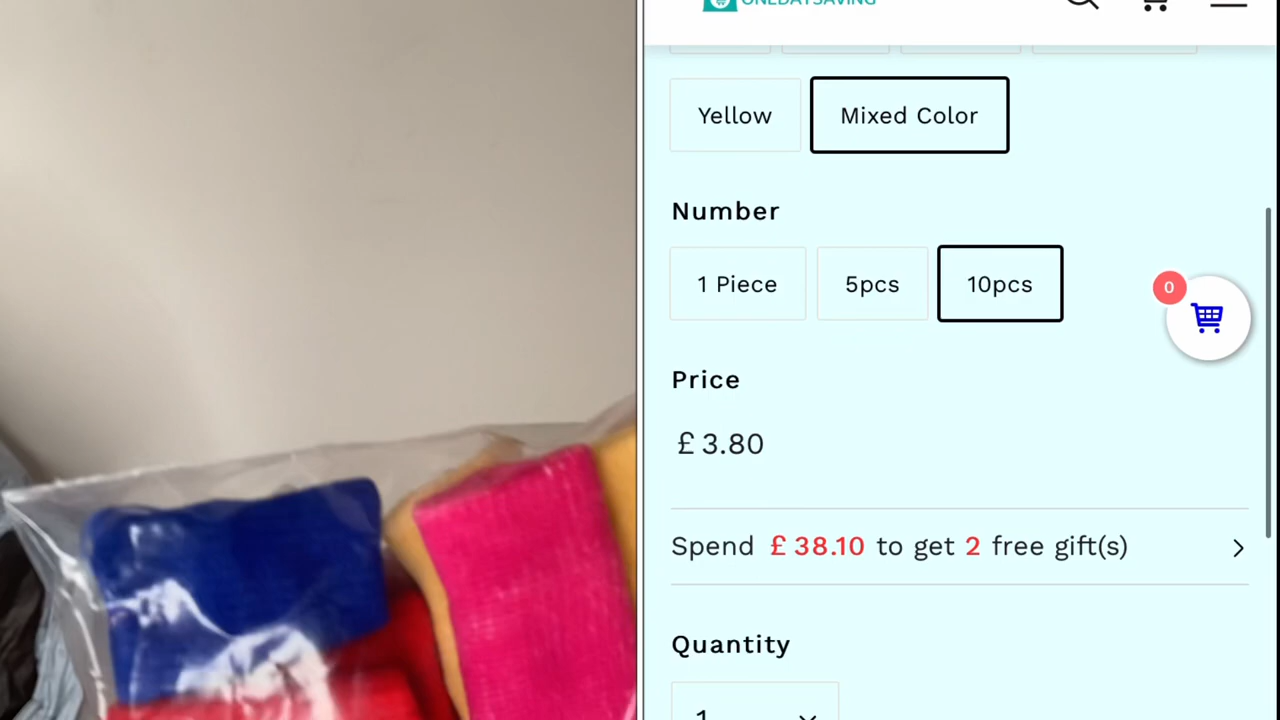 ONEDAYSAVING
Yellow
Mixed Color
Number
1 Piece
5pcs
10pcs
0
Price
£3.80
Spend £38.10 to get 2 free gift(s)
Quantity
1